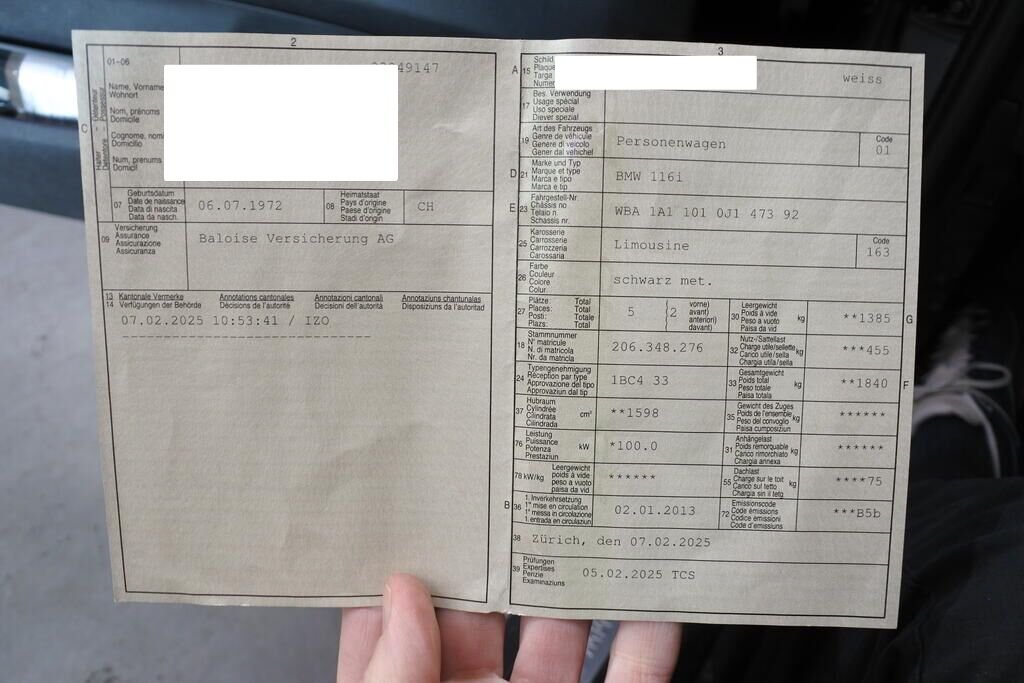 2
01-06
49147
Name, Vorname
Wohnort
Nom, prénoms
Domicile
Cognome, nomi
Domicilio
Num, prenums
Domicil
C
Halter - Détenteur
Detentore - Possessur
07
Geburtsdatum
Date de naissance
Data di nascita
Data da nasch.
06.07.1972
08
Heimatstaat
Pays d'origine
Paese d'origine
Stadi d'origin
CH
09
Versicherung
Assurance
Assicurazione
Assicuranza
Baloise Versicherung AG
13
14
Kantonale Vermerke
Verfügungen der Behörde
Annotations cantonales
Décisions de l'autorité
Annotazioni cantonali
Decisioni dell'autorità
Annotaziuns chantunalas
Disposiziuns da l'autoritad
07.02.2025 10:53:41 / IZO
3
A 15
Schild
Plaque
Targa
Numer
weiss
17
Bes. Verwendung
Usage spécial
Uso speciale
Diever spezial
19
Art des Fahrzeugs
Genre de véhicule
Genere di veicolo
Gener dal vehichel
Personenwagen
Code
01
D 21
Marke und Typ
Marque et type
Marca e tipo
Marca e tip
BMW 116i
E 23
Fahrgestell-Nr.
Châssis no
Telaio n.
Schassis nr.
WBA 1A1 101 0J1 473 92
25
Karosserie
Carrosserie
Carrozzeria
Carossaria
Limousine
Code
163
26
Farbe
Couleur
Colore
Colur
schwarz met.
27
Plätze: Total
Places: Total
Posti: Totale
Plazs: Total
5
(2
vorne)
avant)
anteriori)
davant)
30
Leergewicht
Poids à vide
Peso a vuoto
Paisa da vid
kg
**1385
G
18
Stammnummer
N° matricule
N. di matricola
Nr. da matricla
206.348.276
32
Nutz-/Sattellast
Charge utile/sellette
Carico utile/sella
Chargia utila/sella
kg
***455
24
Typengenehmigung
Réception par type
Approvazione del tipo
Approvaziun dal tip
1BC4 33
33
Gesamtgewicht
Poids total
Peso totale
Paisa totala
kg
**1840
F
37
Hubraum
Cylindrée
Cilindrata
Cilindrada
cm³
**1598
35
Gewicht des Zuges
Poids de l'ensemble
Peso del convoglio
Paisa cumposiziun
kg
******
76
Leistung
Puissance
Potenza
Prestaziun
kW
*100.0
31
Anhängelast
Poids remorquable
Carico rimorchiato
Chargia annexa
kg
******
78 kW/kg
Leergewicht
poids à vide
peso a vuoto
paisa da vid
******
55
Dachlast
Charge sur le toit
Carico sul tetto
Chargia sin il tetg
kg
****75
B 36
1. Inverkehrsetzung
1re mise en circulation
1a messa in circolazione
1. entrada en circulaziun
02.01.2013
72
Emissionscode
Code émissions
Codice emissioni
Code d'emissiuns
***B5b
38
Zürich, den 07.02.2025
39
Prüfungen
Expertises
Perizie
Examinaziuns
05.02.2025 TCS